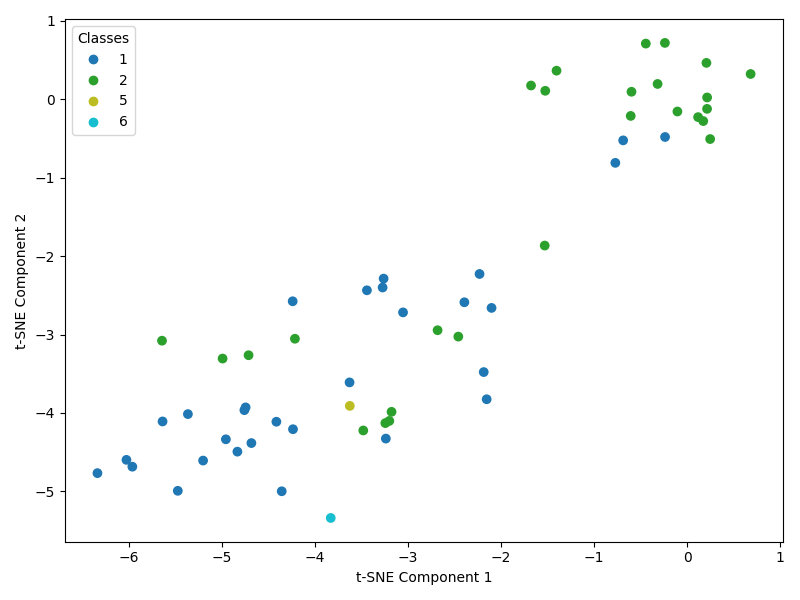 Classes
1
2
5
6
1
0
−1
−2
−3
−4
−5
t-SNE Component 2
−6 −5 −4 −3 −2 −1 0 1
t-SNE Component 1